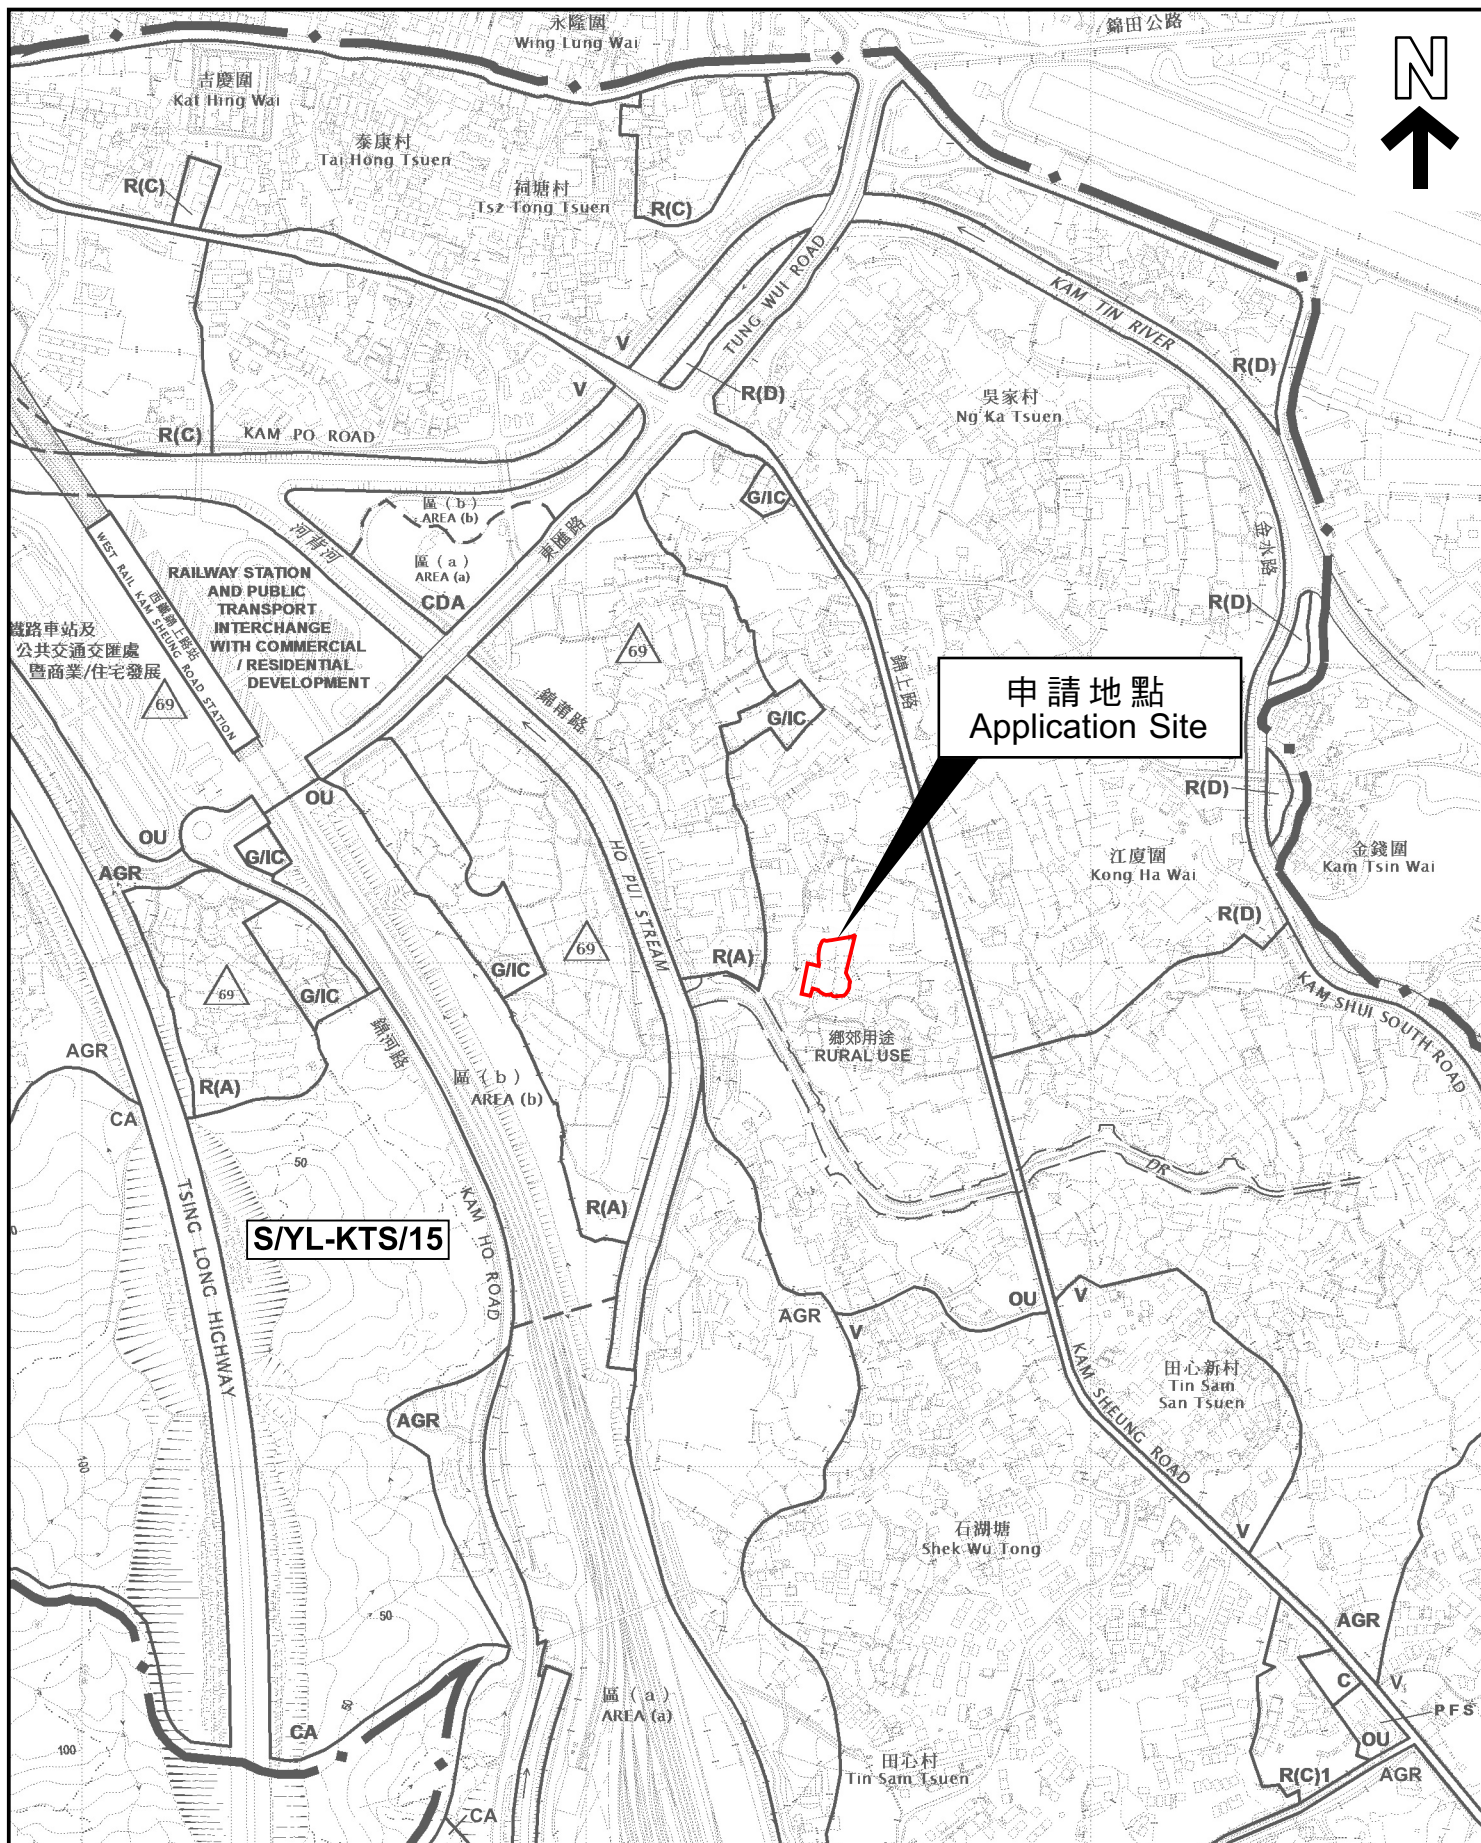 永隆圍
Wing Lung Wai
錦田公路
N
吉慶圍
Kat Hing Wai
泰康村
Tai Hong Tsuen
祠塘村
Tsz Tong Tsuen
R(C)
R(C)
TUNG WUI ROAD
KAM TIN RIVER
V
V
R(D)
R(D)
吳家村
Ng Ka Tsuen
R(C)
KAM PO ROAD
G/IC
區(b)
AREA (b)
河背河
東匯路
金水路
區(a)
AREA (a)
CDA
WEST RAIL KAM SHEUNG ROAD STATION
西鐵錦上路站
RAILWAY STATION
AND PUBLIC
TRANSPORT
INTERCHANGE
WITH COMMERCIAL
/ RESIDENTIAL
DEVELOPMENT
鐵路車站及
公共交通交匯處
暨商業/住宅發展
69
69
R(D)
錦莆路
錦上路
申請地點
Application Site
G/IC
R(D)
OU
OU
G/IC
AGR
HO PUI STREAM
江廈圍
Kong Ha Wai
金錢圍
Kam Tsin Wai
R(D)
69
69
G/IC
G/IC
R(A)
KAM SHUI SOUTH ROAD
錦河路
鄉郊用途
RURAL USE
AGR
R(A)
CA
區(b)
AREA (b)
50
TSING LONG HIGHWAY
KAM HO ROAD
R(A)
S/YL-KTS/15
DR
OU
V
AGR
V
KAM SHEUNG ROAD
田心新村
Tin Sam
San Tsuen
AGR
100
石湖塘
Shek Wu Tong
V
50
AGR
C
V
PFS
OU
R(C)1
AGR
區(a)
AREA (a)
50
CA
100
田心村
Tin Sam Tsuen
CA